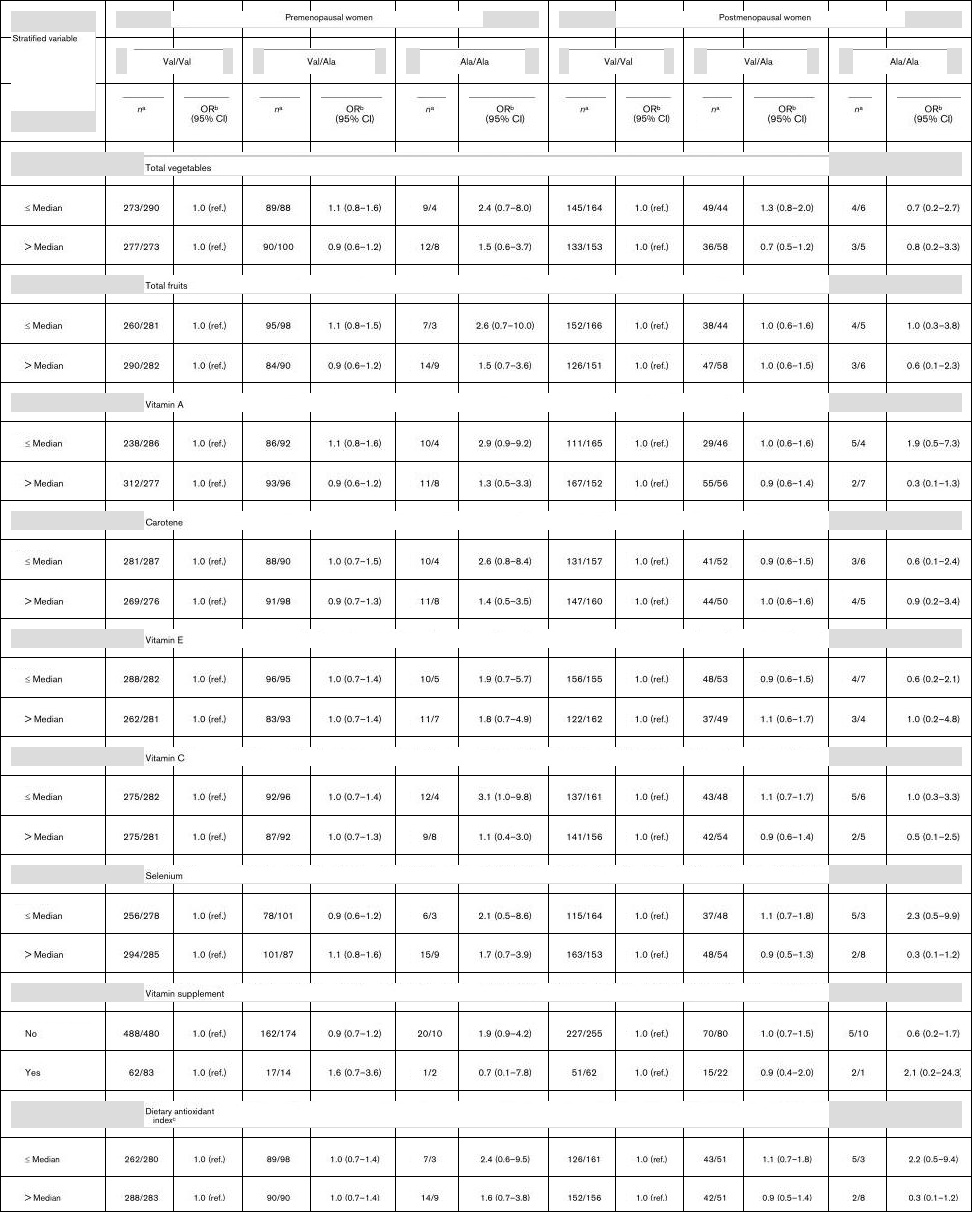 Premenopausal women Postmenopausal women
Stratified variable
Val/Val Val/Ala Ala/Ala Val/Val Val/Ala Ala/Ala
nᵃ ORᵇ nᵃ ORᵇ nᵃ ORᵇ nᵃ ORᵇ nᵃ ORᵇ nᵃ ORᵇ
(95% CI) (95% CI) (95% CI) (95% CI) (95% CI) (95% CI)
Total vegetables
≤ Median 273/290 1.0 (ref.) 89/88 1.1 (0.8–1.6) 9/4 2.4 (0.7–8.0) 145/164 1.0 (ref.) 49/44 1.3 (0.8–2.0) 4/6 0.7 (0.2–2.7)
> Median 277/273 1.0 (ref.) 90/100 0.9 (0.6–1.2) 12/8 1.5 (0.6–3.7) 133/153 1.0 (ref.) 36/58 0.7 (0.5–1.2) 3/5 0.8 (0.2–3.3)
Total fruits
≤ Median 260/281 1.0 (ref.) 95/98 1.1 (0.8–1.5) 7/3 2.6 (0.7–10.0) 152/166 1.0 (ref.) 38/44 1.0 (0.6–1.6) 4/5 1.0 (0.3–3.8)
> Median 290/282 1.0 (ref.) 84/90 0.9 (0.6–1.2) 14/9 1.5 (0.7–3.6) 126/151 1.0 (ref.) 47/58 1.0 (0.6–1.5) 3/6 0.6 (0.1–2.3)
Vitamin A
≤ Median 238/286 1.0 (ref.) 86/92 1.1 (0.8–1.6) 10/4 2.9 (0.9–9.2) 111/165 1.0 (ref.) 29/46 1.0 (0.6–1.6) 5/4 1.9 (0.5–7.3)
> Median 312/277 1.0 (ref.) 93/96 0.9 (0.6–1.2) 11/8 1.3 (0.5–3.3) 167/152 1.0 (ref.) 55/56 0.9 (0.6–1.4) 2/7 0.3 (0.1–1.3)
Carotene
≤ Median 281/287 1.0 (ref.) 88/90 1.0 (0.7–1.5) 10/4 2.6 (0.8–8.4) 131/157 1.0 (ref.) 41/52 0.9 (0.6–1.5) 3/6 0.6 (0.1–2.4)
> Median 269/276 1.0 (ref.) 91/98 0.9 (0.7–1.3) 11/8 1.4 (0.5–3.5) 147/160 1.0 (ref.) 44/50 1.0 (0.6–1.6) 4/5 0.9 (0.2–3.4)
Vitamin E
≤ Median 288/282 1.0 (ref.) 96/95 1.0 (0.7–1.4) 10/5 1.9 (0.7–5.7) 156/155 1.0 (ref.) 48/53 0.9 (0.6–1.5) 4/7 0.6 (0.2–2.1)
> Median 262/281 1.0 (ref.) 83/93 1.0 (0.7–1.4) 11/7 1.8 (0.7–4.9) 122/162 1.0 (ref.) 37/49 1.1 (0.6–1.7) 3/4 1.0 (0.2–4.8)
Vitamin C
≤ Median 275/282 1.0 (ref.) 92/96 1.0 (0.7–1.4) 12/4 3.1 (1.0–9.8) 137/161 1.0 (ref.) 43/48 1.1 (0.7–1.7) 5/6 1.0 (0.3–3.3)
> Median 275/281 1.0 (ref.) 87/92 1.0 (0.7–1.3) 9/8 1.1 (0.4–3.0) 141/156 1.0 (ref.) 42/54 0.9 (0.6–1.4) 2/5 0.5 (0.1–2.5)
Selenium
≤ Median 256/278 1.0 (ref.) 78/101 0.9 (0.6–1.2) 6/3 2.1 (0.5–8.6) 115/164 1.0 (ref.) 37/48 1.1 (0.7–1.8) 5/3 2.3 (0.5–9.9)
> Median 294/285 1.0 (ref.) 101/87 1.1 (0.8–1.6) 15/9 1.7 (0.7–3.9) 163/153 1.0 (ref.) 48/54 0.9 (0.5–1.3) 2/8 0.3 (0.1–1.2)
Vitamin supplement
No 488/480 1.0 (ref.) 162/174 0.9 (0.7–1.2) 20/10 1.9 (0.9–4.2) 227/255 1.0 (ref.) 70/80 1.0 (0.7–1.5) 5/10 0.6 (0.2–1.7)
Yes 62/83 1.0 (ref.) 17/14 1.6 (0.7–3.6) 1/2 0.7 (0.1–7.8) 51/62 1.0 (ref.) 15/22 0.9 (0.4–2.0) 2/1 2.1 (0.2–24.3)
Dietary antioxidant
indexᶜ
≤ Median 262/280 1.0 (ref.) 89/98 1.0 (0.7–1.4) 7/3 2.4 (0.6–9.5) 126/161 1.0 (ref.) 43/51 1.1 (0.7–1.8) 5/3 2.2 (0.5–9.4)
> Median 288/283 1.0 (ref.) 90/90 1.0 (0.7–1.4) 14/9 1.6 (0.7–3.8) 152/156 1.0 (ref.) 42/51 0.9 (0.5–1.4) 2/8 0.3 (0.1–1.2)